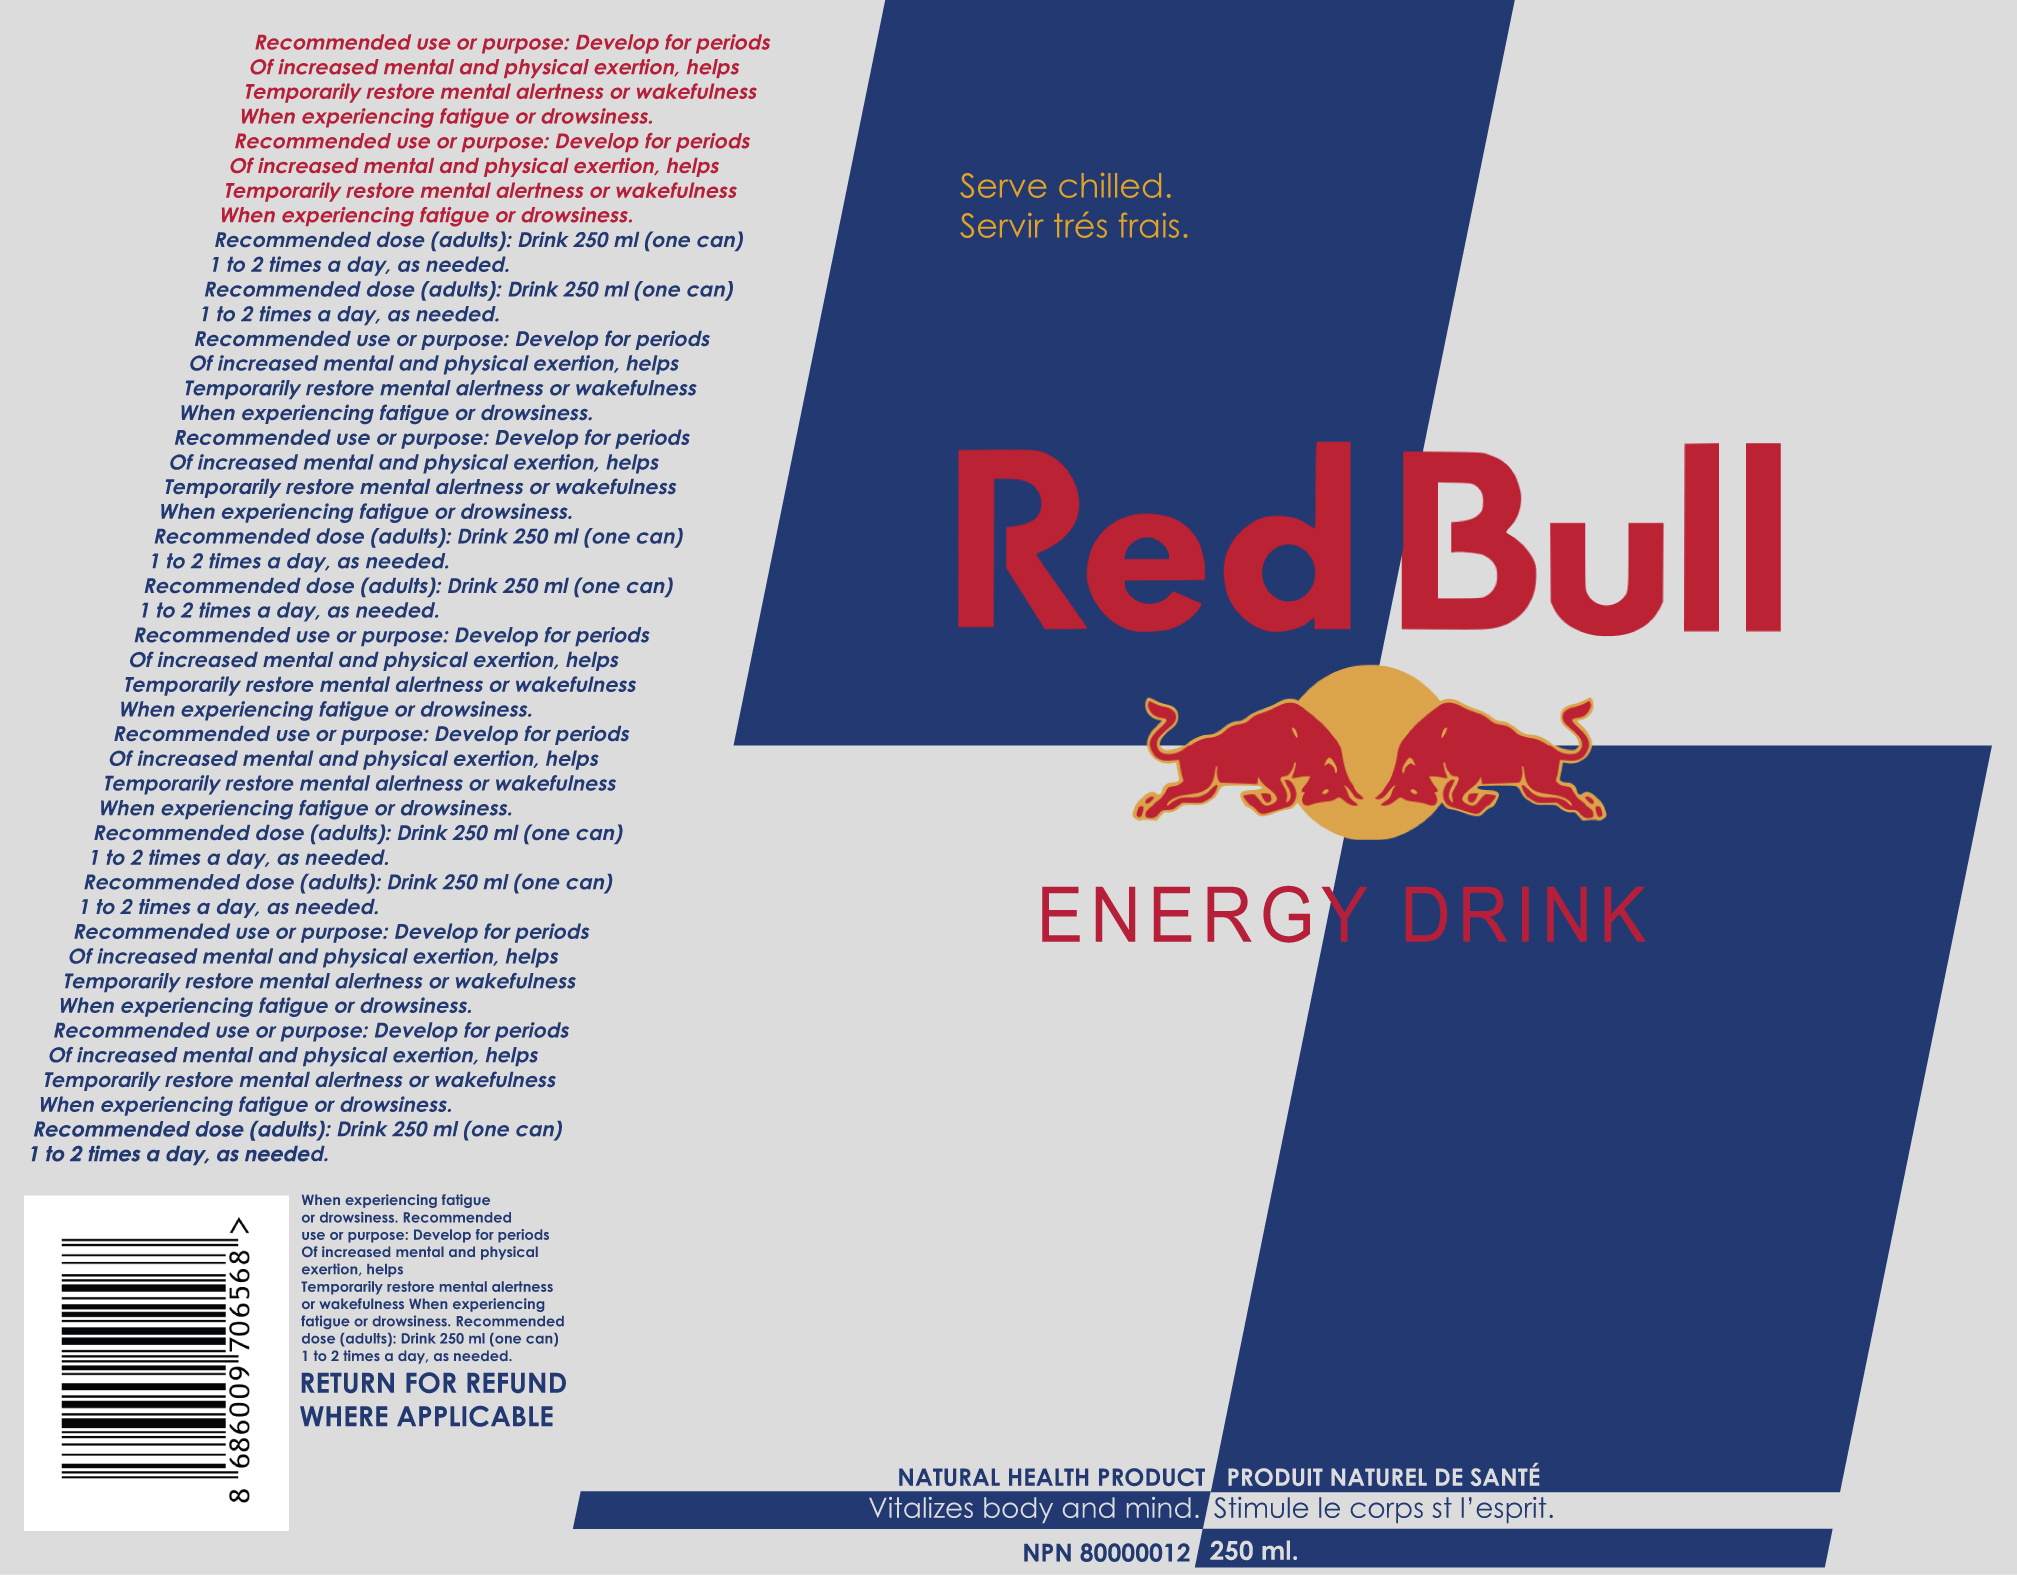 Recommended use or purpose: Develop for periods
Of increased mental and physical exertion, helps
Temporarily restore mental alertness or wakefulness
When experiencing fatigue or drowsiness.
Recommended use or purpose: Develop for periods
Of increased mental and physical exertion, helps
Temporarily restore mental alertness or wakefulness
When experiencing fatigue or drowsiness.
Recommended dose (adults): Drink 250 ml (one can)
1 to 2 times a day, as needed.
Recommended dose (adults): Drink 250 ml (one can)
1 to 2 times a day, as needed.
Recommended use or purpose: Develop for periods
Of increased mental and physical exertion, helps
Temporarily restore mental alertness or wakefulness
When experiencing fatigue or drowsiness.
Recommended use or purpose: Develop for periods
Of increased mental and physical exertion, helps
Temporarily restore mental alertness or wakefulness
When experiencing fatigue or drowsiness.
Recommended dose (adults): Drink 250 ml (one can)
1 to 2 times a day, as needed.
Recommended dose (adults): Drink 250 ml (one can)
1 to 2 times a day, as needed.
Recommended use or purpose: Develop for periods
Of increased mental and physical exertion, helps
Temporarily restore mental alertness or wakefulness
When experiencing fatigue or drowsiness.
Recommended use or purpose: Develop for periods
Of increased mental and physical exertion, helps
Temporarily restore mental alertness or wakefulness
When experiencing fatigue or drowsiness.
Recommended dose (adults): Drink 250 ml (one can)
1 to 2 times a day, as needed.
Recommended dose (adults): Drink 250 ml (one can)
1 to 2 times a day, as needed.
Recommended use or purpose: Develop for periods
Of increased mental and physical exertion, helps
Temporarily restore mental alertness or wakefulness
When experiencing fatigue or drowsiness.
Recommended use or purpose: Develop for periods
Of increased mental and physical exertion, helps
Temporarily restore mental alertness or wakefulness
When experiencing fatigue or drowsiness.
Recommended dose (adults): Drink 250 ml (one can)
1 to 2 times a day, as needed.
8 686009 706568 >
When experiencing fatigue
or drowsiness. Recommended
use or purpose: Develop for periods
Of increased mental and physical
exertion, helps
Temporarily restore mental alertness
or wakefulness When experiencing
fatigue or drowsiness. Recommended
dose (adults): Drink 250 ml (one can)
1 to 2 times a day, as needed.
RETURN FOR REFUND
WHERE APPLICABLE
Serve chilled.
Servir trés frais.
Red Bull
ENERGY DRINK
NATURAL HEALTH PRODUCT PRODUIT NATUREL DE SANTÉ
Vitalizes body and mind. Stimule le corps st l'esprit.
NPN 80000012 250 ml.